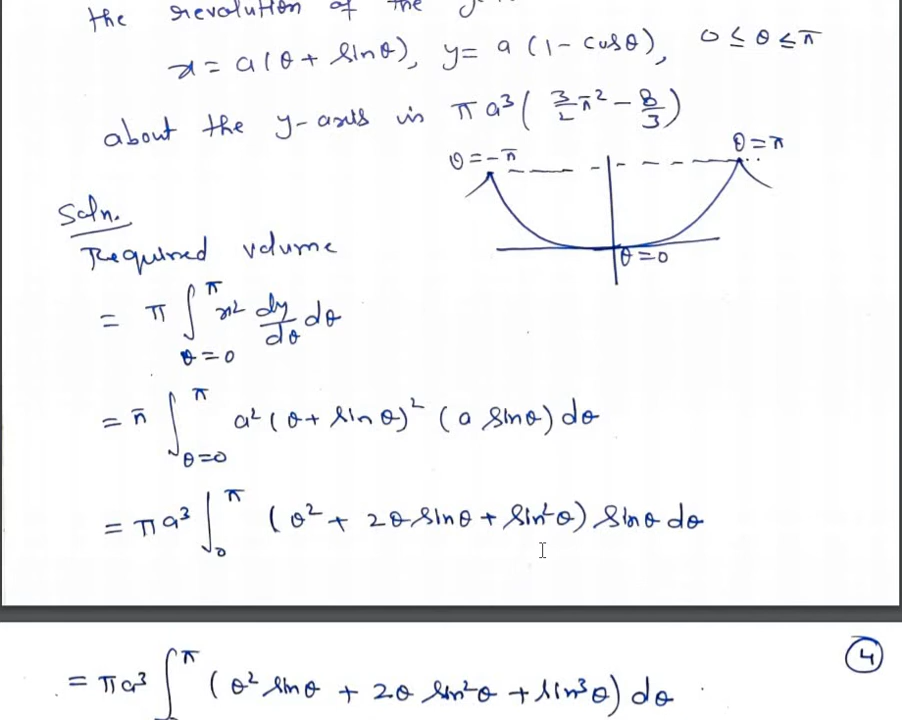 the revolution of the
x = a(θ + sinθ), y = a (1 - cosθ), 0 ≤ θ ≤ π
about the y-axis is πa³ ( 3/2 π² - 8/3 )
θ = -π
θ = π
θ = 0
Soln.
Required volume
= π ∫_{θ=0}^{π} x² dy/dθ dθ
= π ∫_{θ=0}^{π} a² (θ + sinθ)² (a sinθ) dθ
= πa³ ∫_0^π (θ² + 2θ sinθ + sin²θ) sinθ dθ
4
= πa³ ∫^π (θ² sinθ + 2θ sin²θ + sin³θ) dθ .